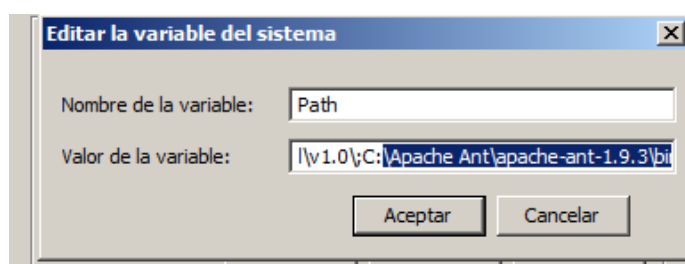 Editar la variable del sistema
Nombre de la variable: Path
Valor de la variable: l\v1.0\;C:\Apache Ant\apache-ant-1.9.3\bin
Aceptar Cancelar